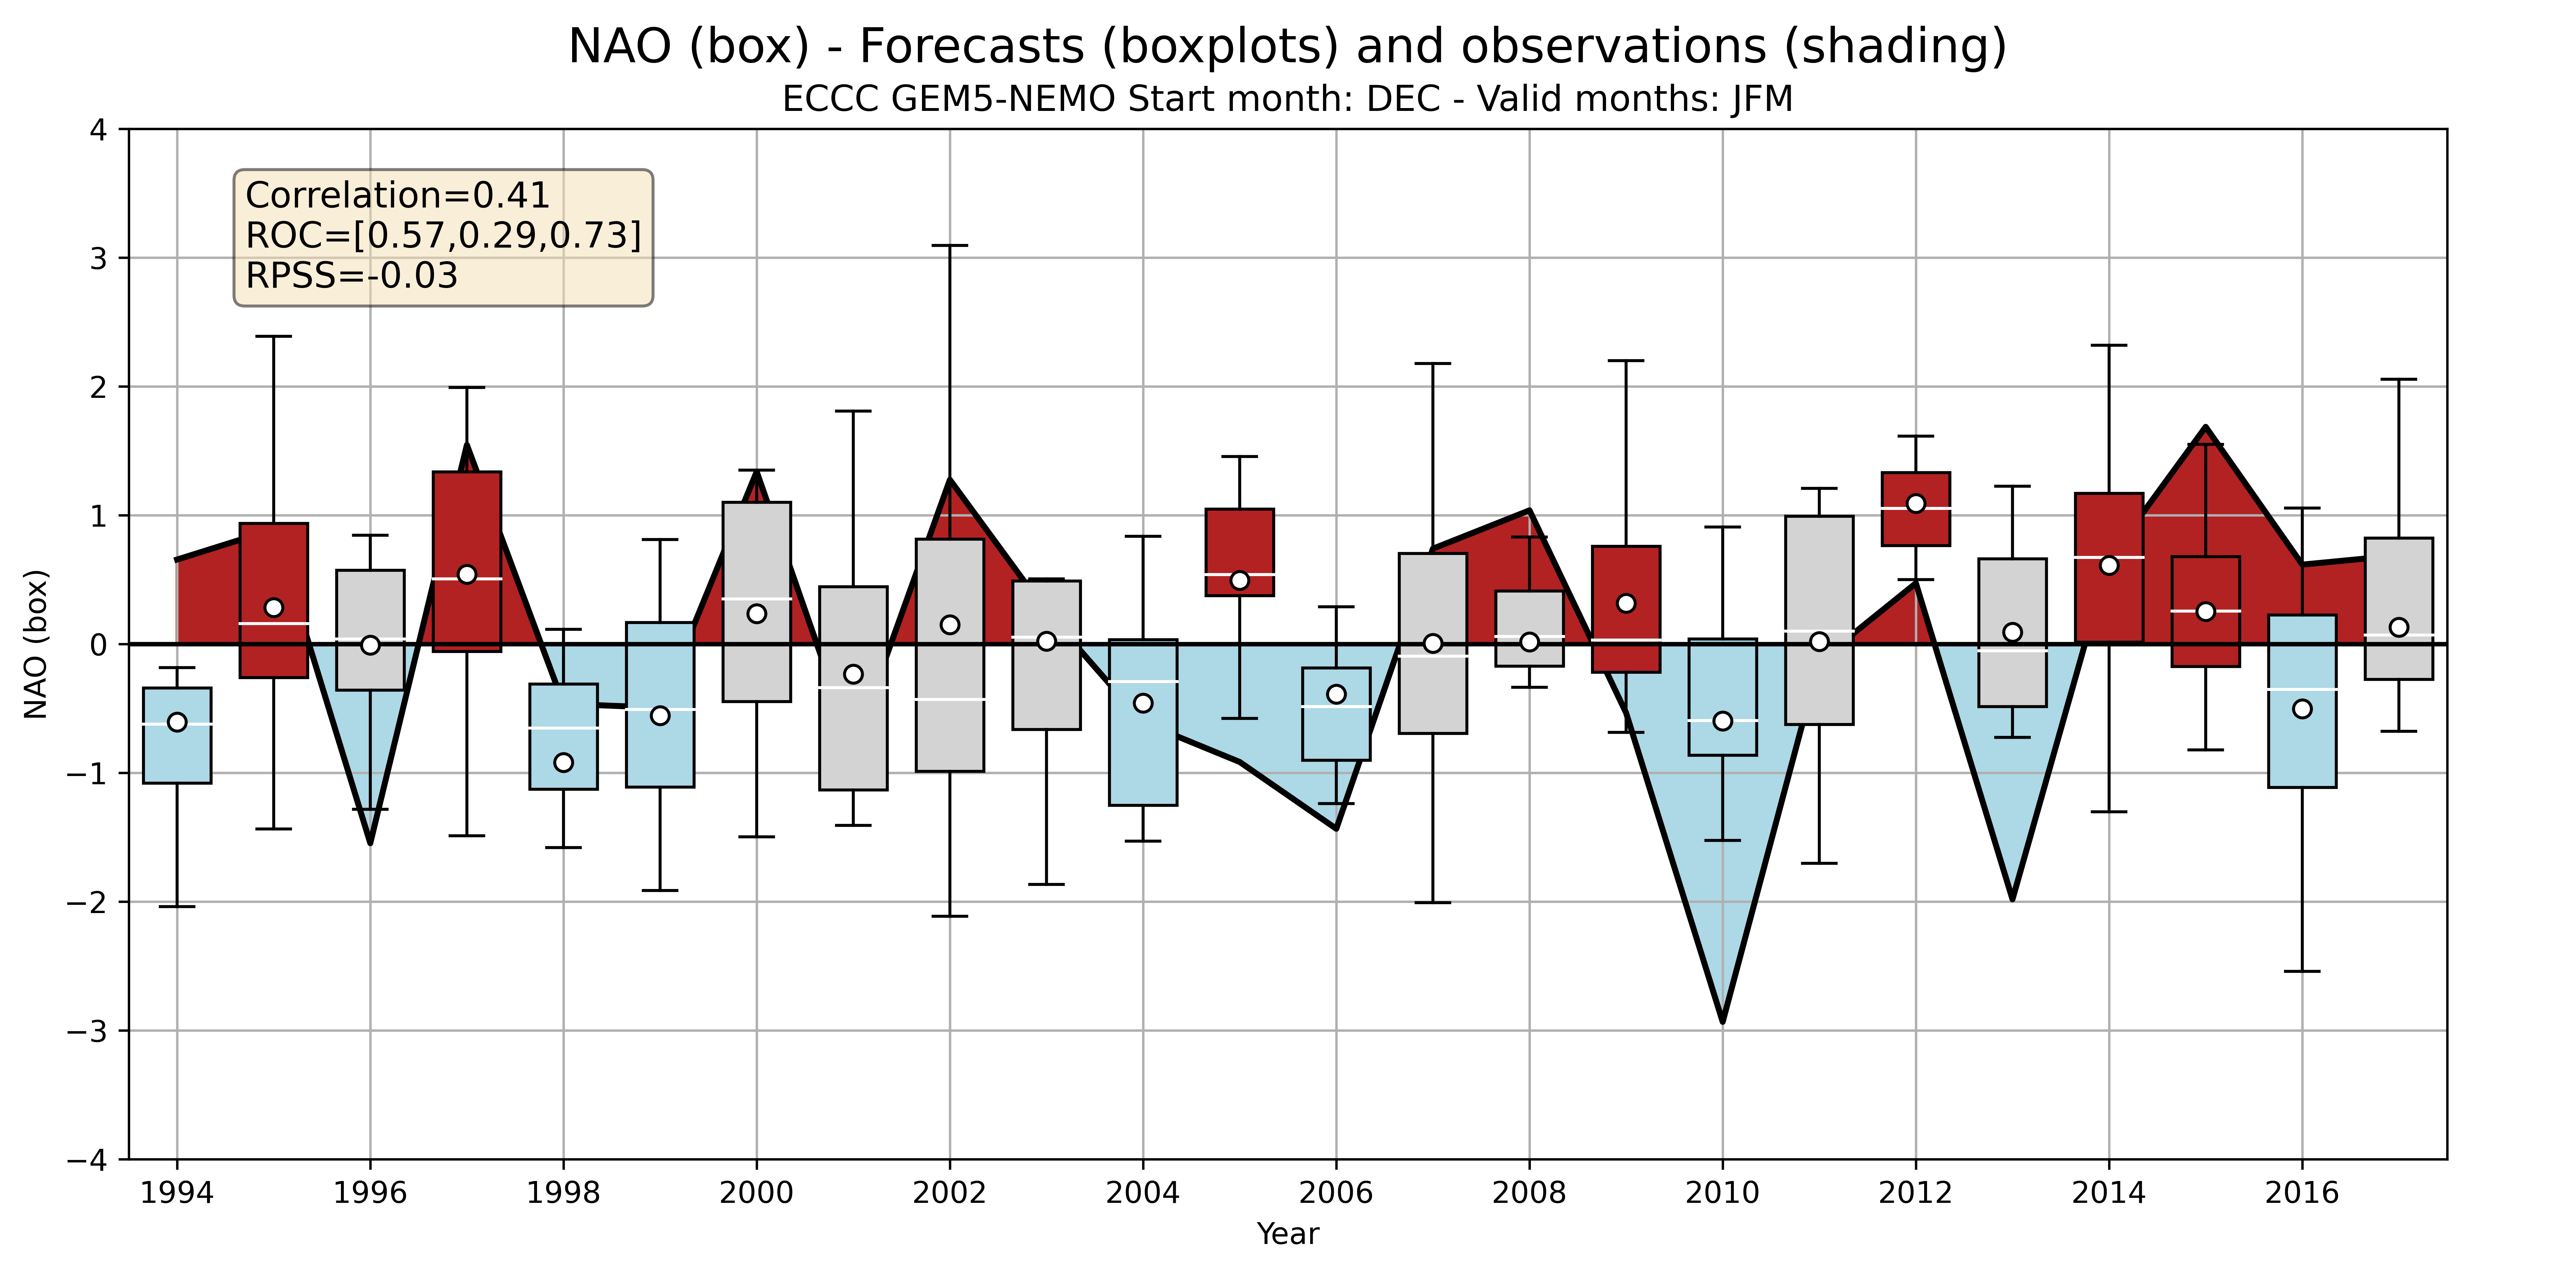 NAO (box) - Forecasts (boxplots) and observations (shading)
ECCC GEM5-NEMO Start month: DEC - Valid months: JFM
Correlation=0.41
ROC=[0.57,0.29,0.73]
RPSS=-0.03
NAO (box)
4
3
2
1
0
−1
−2
−3
−4
1994 1996 1998 2000 2002 2004 2006 2008 2010 2012 2014 2016
Year